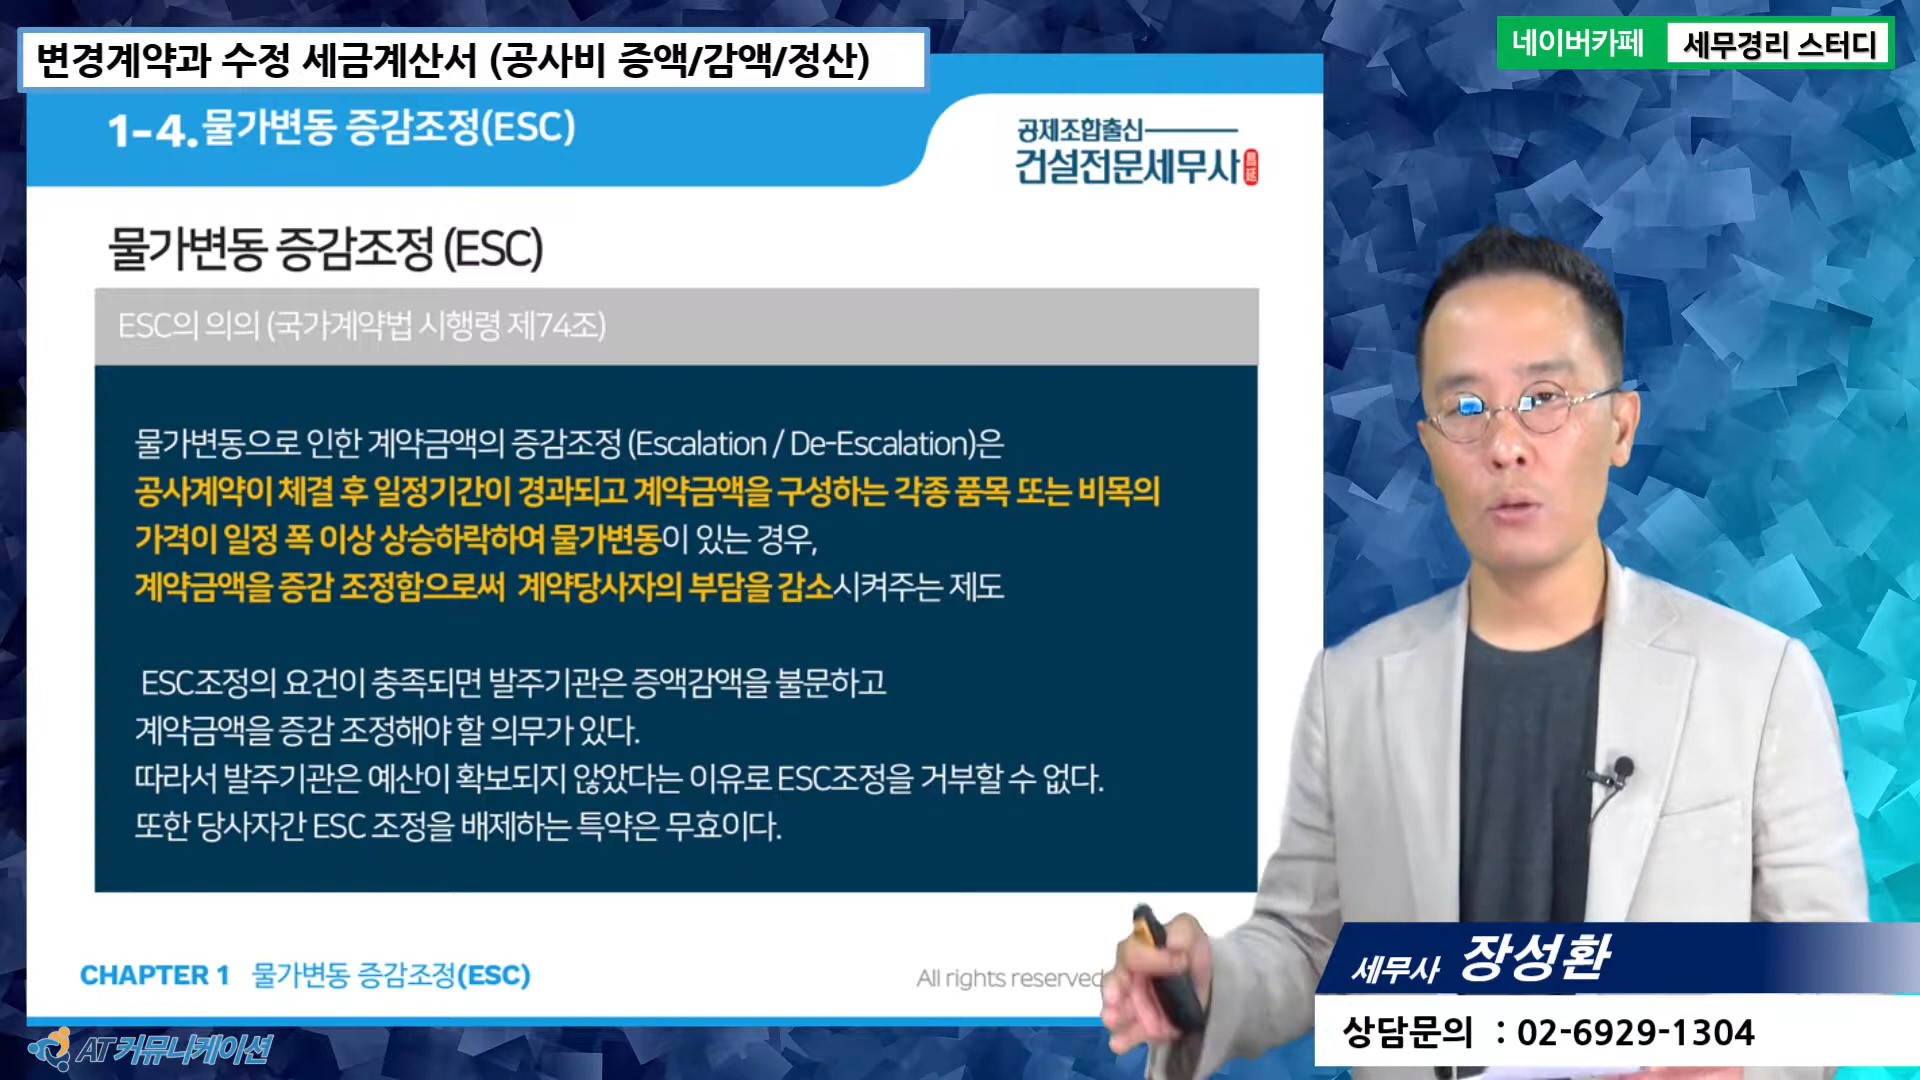 변경계약과 수정 세금계산서 (공사비 증액/감액/정산)
네이버카페 세무경리 스터디
1-4. 물가변동 증감조정(ESC)
공제조합출신
건설전문세무사
물가변동 증감조정 (ESC)
ESC의 의의 (국가계약법 시행령 제74조)
물가변동으로 인한 계약금액의 증감조정 (Escalation / De-Escalation)은
공사계약이 체결 후 일정기간이 경과되고 계약금액을 구성하는 각종 품목 또는 비목의
가격이 일정 폭 이상 상승하락하여 물가변동이 있는 경우,
계약금액을 증감 조정함으로써 계약당사자의 부담을 감소시켜주는 제도
ESC조정의 요건이 충족되면 발주기관은 증액감액을 불문하고
계약금액을 증감 조정해야 할 의무가 있다.
따라서 발주기관은 예산이 확보되지 않았다는 이유로 ESC조정을 거부할 수 없다.
또한 당사자간 ESC 조정을 배제하는 특약은 무효이다.
CHAPTER 1 물가변동 증감조정(ESC)
All rights reserved
세무사 장성환
상담문의 : 02-6929-1304
AT커뮤니케이션